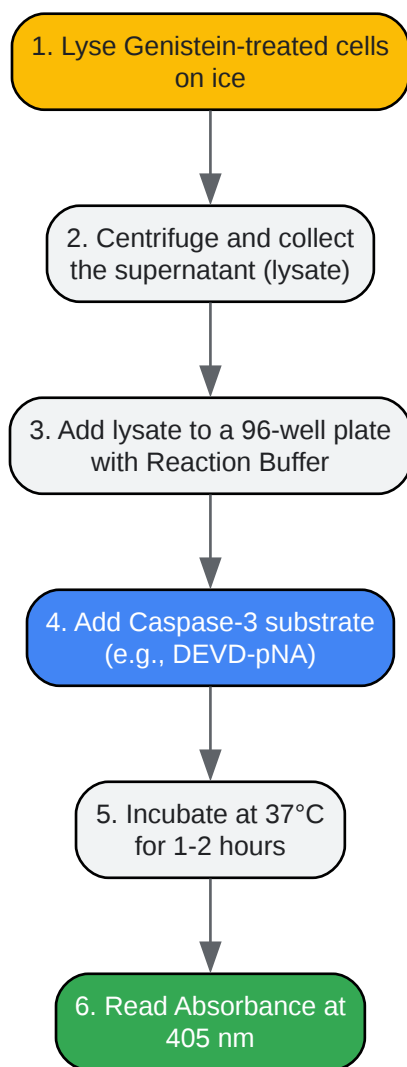 1. Lyse Genistein-treated cells
on ice
2. Centrifuge and collect
the supernatant (lysate)
3. Add lysate to a 96-well plate
with Reaction Buffer
4. Add Caspase-3 substrate
(e.g., DEVD-pNA)
5. Incubate at 37°C
for 1-2 hours
6. Read Absorbance at
405 nm